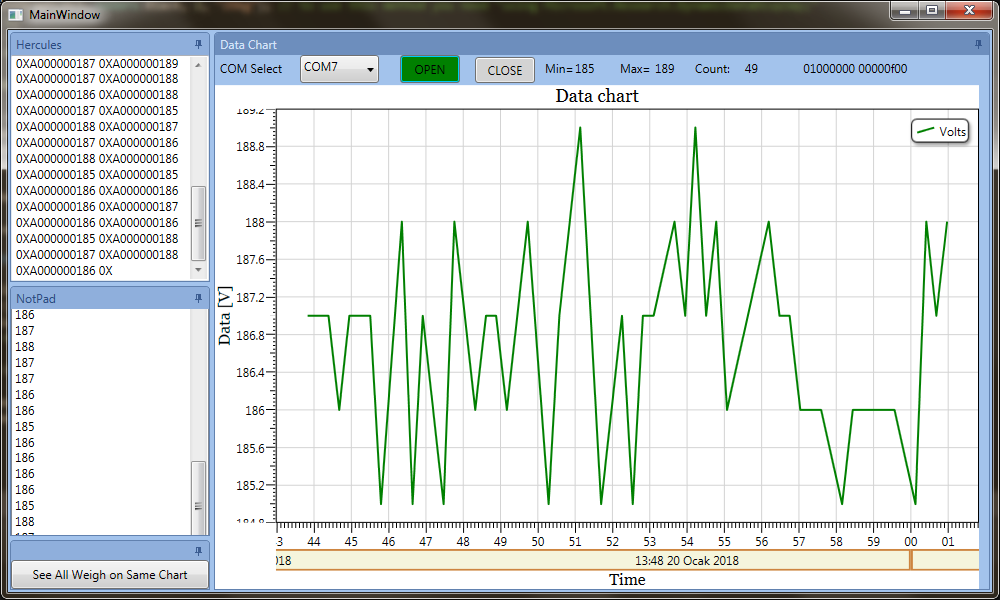 MainWindow
Hercules
0XA000000187 0XA000000189
0XA000000187 0XA000000188
0XA000000186 0XA000000188
0XA000000187 0XA000000185
0XA000000188 0XA000000187
0XA000000187 0XA000000186
0XA000000188 0XA000000186
0XA000000185 0XA000000185
0XA000000186 0XA000000186
0XA000000186 0XA000000187
0XA000000186 0XA000000186
0XA000000185 0XA000000188
0XA000000187 0XA000000188
0XA000000186 0X
NotPad
186
187
188
187
187
186
186
185
186
186
186
186
185
188
187
See All Weigh on Same Chart
Data Chart
COM Select COM7 OPEN CLOSE Min= 185 Max= 189 Count: 49 01000000 00000f00
Data chart
Volts
189.2
188.8
188.4
188
187.6
187.2
186.8
186.4
186
185.6
185.2
184.8
Data [V]
3 44 45 46 47 48 49 50 51 52 53 54 55 56 57 58 59 00 01
)18 13:48 20 Ocak 2018
Time